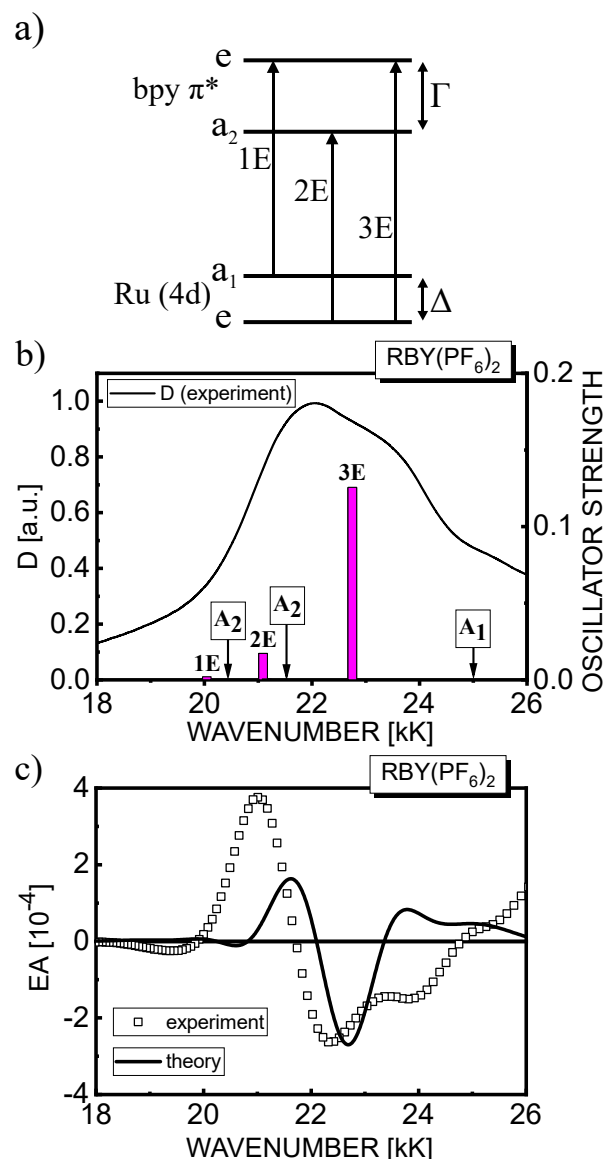 a)
e
bpy π*
Γ
a₂
1E
2E
3E
a₁
Ru (4d)
Δ
e
b)
RBY(PF₆)₂
D (experiment)
1.0
0.8
0.6
0.4
0.2
0.0
D [a.u.]
0.2
0.1
0.0
OSCILLATOR STRENGTH
3E
A₂
A₂
A₁
2E
1E
18 20 22 24 26
WAVENUMBER [kK]
c)
RBY(PF₆)₂
4
2
0
-2
-4
EA [10⁻⁴]
experiment
theory
18 20 22 24 26
WAVENUMBER [kK]